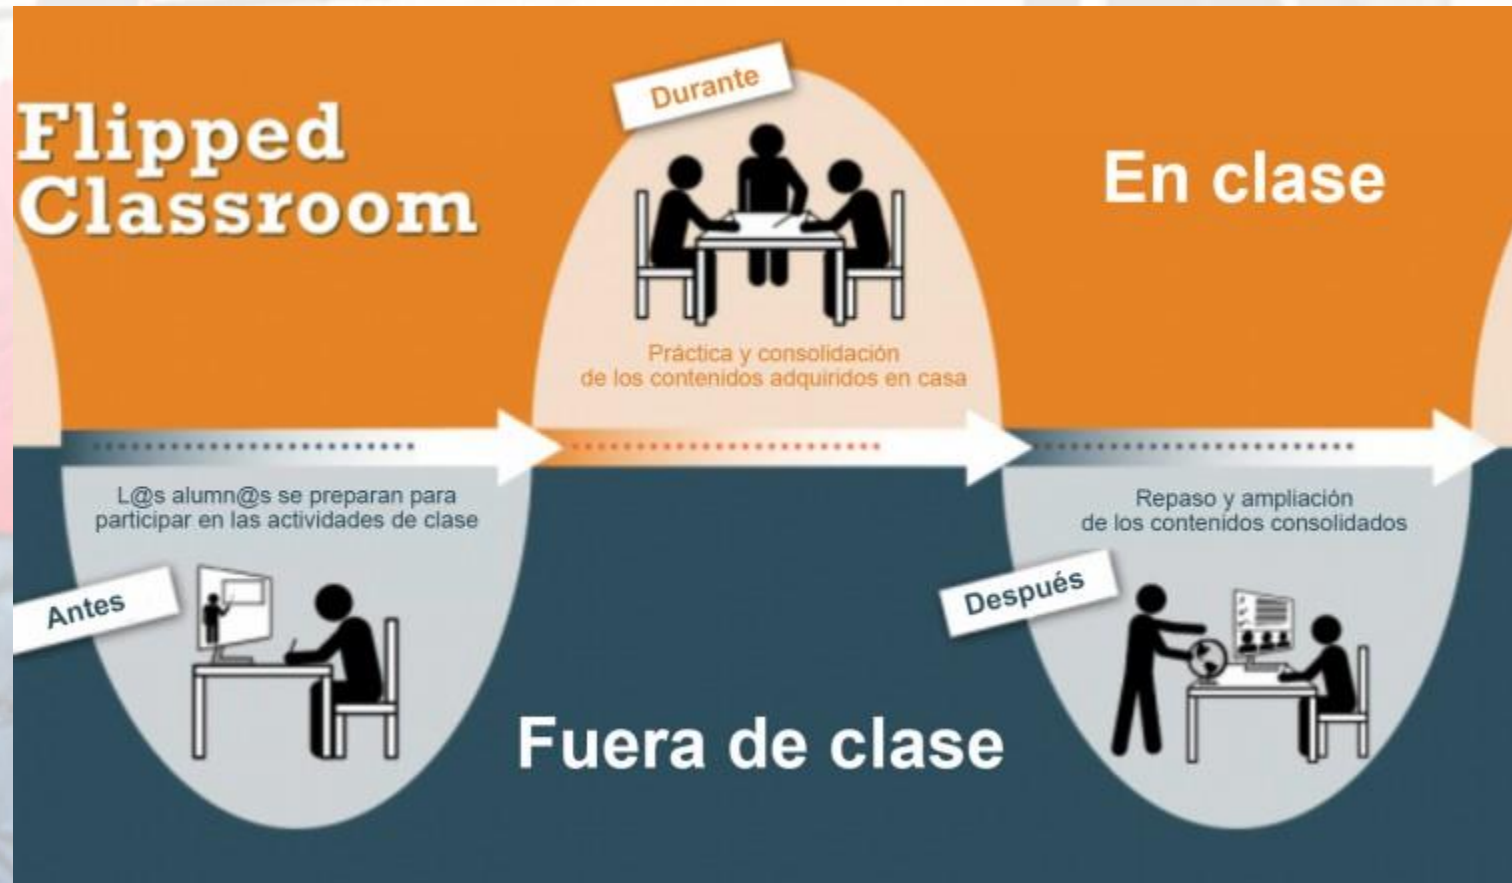 Flipped
Classroom
Durante
En clase
Práctica y consolidación
de los contenidos adquiridos en casa
L@s alumn@s se preparan para
participar en las actividades de clase
Antes
Repaso y ampliación
de los contenidos consolidados
Después
Fuera de clase